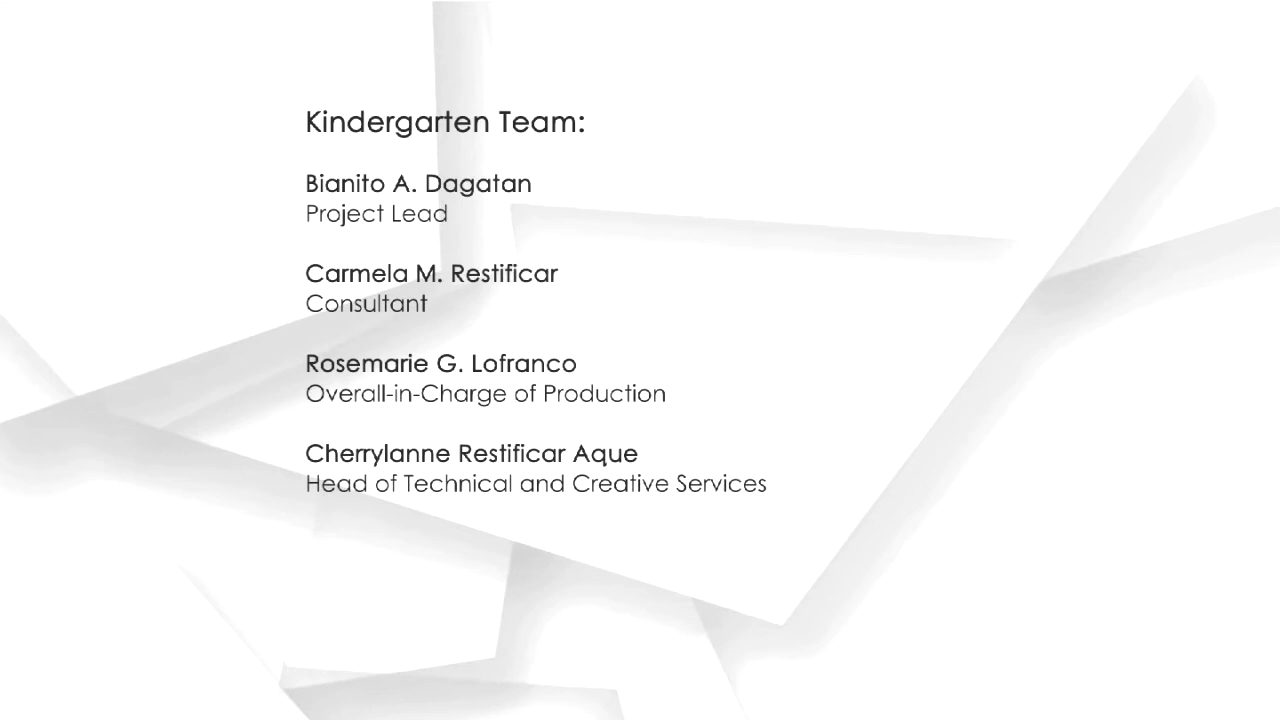 Kindergarten Team:
Bianito A. Dagatan
Project Lead
Carmela M. Restificar
Consultant
Rosemarie G. Lofranco
Overall-in-Charge of Production
Cherrylanne Restificar Aque
Head of Technical and Creative Services